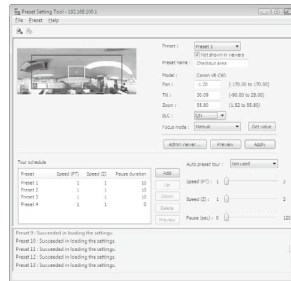 Preset Setting Tool - 192.168.100.1
File Preset Help
Preset : Preset 1
Not shown in viewers
Preset name : Checkout area
Model : Canon VB-C60
Pan : (-170.00 to 170.00)
Tilt : 30.09 (-90.00 to 25.00)
Zoom : 55.80 (1.52 to 55.80)
BLC :
Focus mode : Manual Get value
Admin viewer... Preview Apply
Tour schedule
Auto preset tour : Not used
Preset Speed (PT) Speed (Z) Pause duration
Preset 1 1 1 10
Preset 2 1 1 10
Preset 3 1 1 10
Preset 4 1 1 0
Add
Up
Down
Delete
Preview
Speed (PT) : 1 3
Speed (Z) : 1 2
Pause (sec) : 0 120
Preset 9 : Succeeded in loading the settings.
Preset 10 : Succeeded in loading the settings.
Preset 11 : Succeeded in loading the settings.
Preset 12 : Succeeded in loading the settings.
Preset 13 : Succeeded in loading the settings.